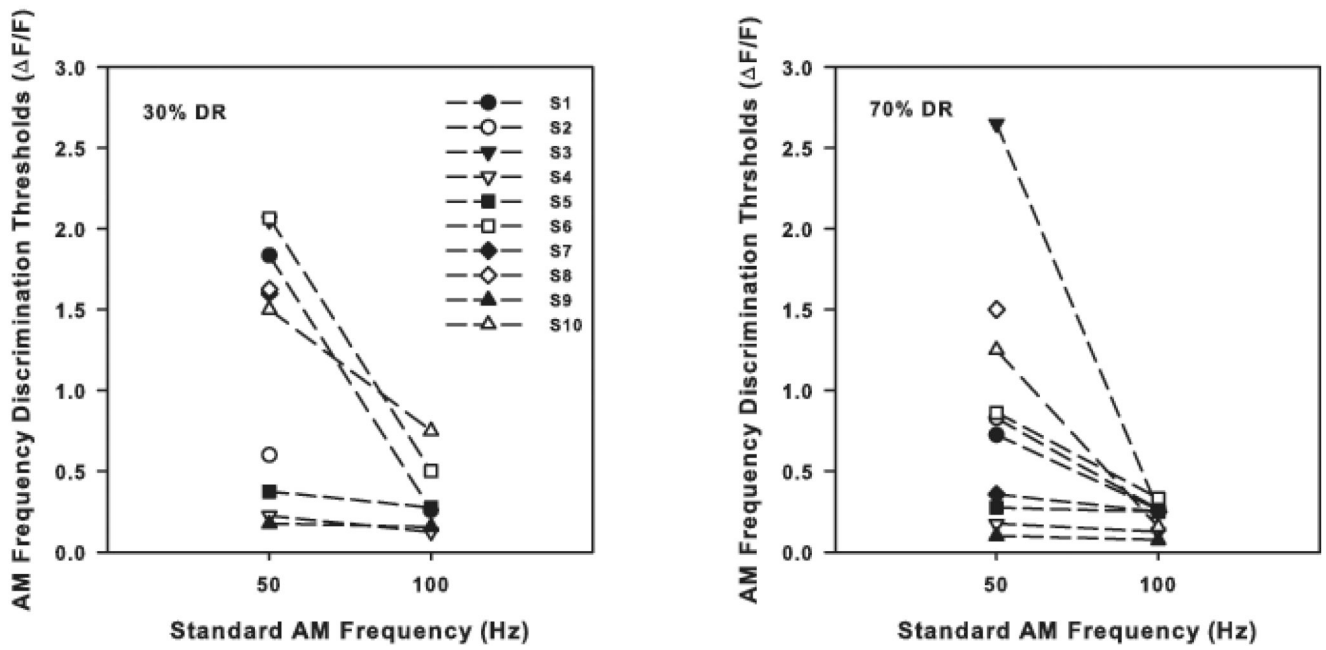 AM Frequency Discrimination Thresholds (ΔF/F)
3.0
2.5
2.0
1.5
1.0
0.5
0.0
30% DR
S1
S2
S3
S4
S5
S6
S7
S8
S9
S10
50 100
Standard AM Frequency (Hz)
AM Frequency Discrimination Thrsholds (ΔF/F)
3.0
2.5
2.0
1.5
1.0
0.5
0.0
70% DR
50 100
Standard AM Frequency (Hz)